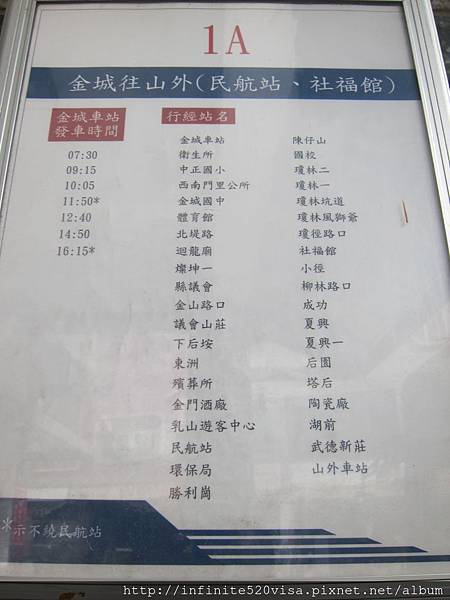 1A
金城往山外(民航站、社福館)
金城車站
發車時間
07:30
09:15
10:05
11:50*
12:40
14:50
16:15*
行經站名
金城車站
衛生所
中正國小
西南門里公所
金城國中
體育館
北堤路
迴龍廟
燦坤一
縣議會
金山路口
議會山莊
下后垵
東洲
殯葬所
金門酒廠
乳山遊客中心
民航站
環保局
勝利崗
陳仔山
國校
瓊林二
瓊林一
瓊林坑道
瓊林風獅爺
瓊徑路口
社福館
小徑
柳林路口
成功
夏興
夏興一
后園
塔后
陶瓷廠
湖前
武德新莊
山外車站
*示不繞民航站
http://infinite520visa.pixnet.net/album